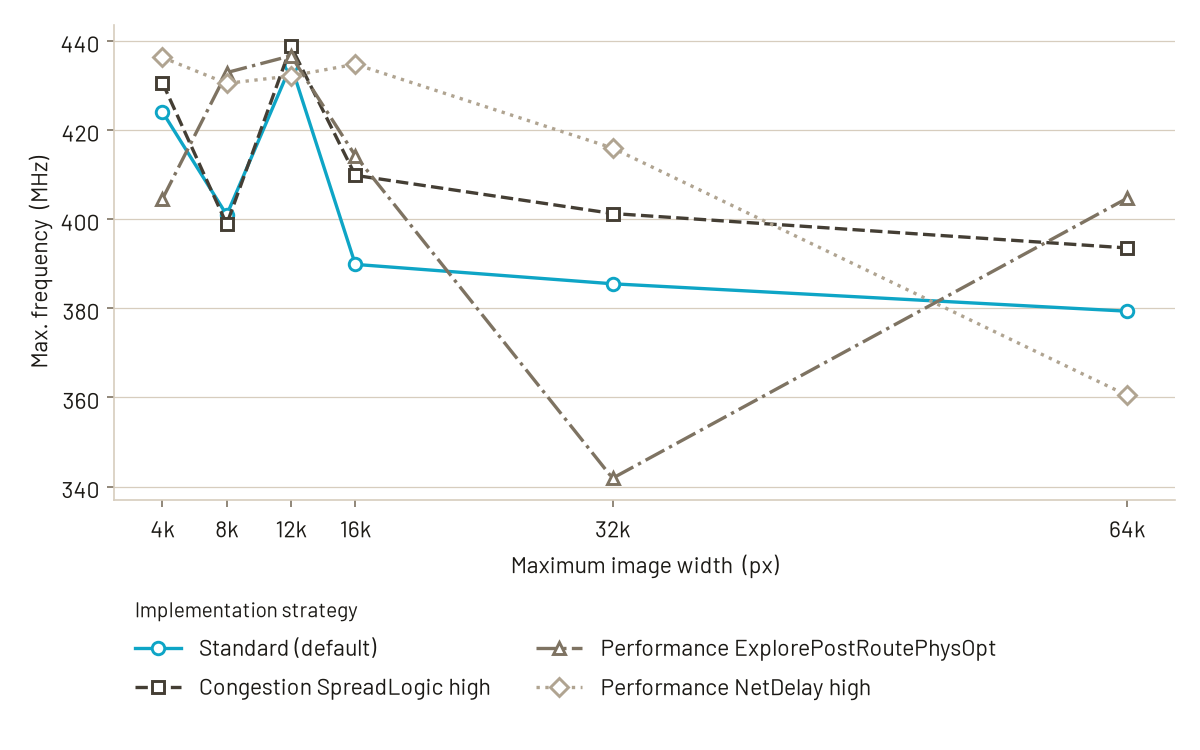 Max. frequency (MHz)
440
420
400
380
360
340
4k 8k 12k 16k 32k 64k
Maximum image width (px)
Implementation strategy
Standard (default)
Performance ExplorePostRoutePhysOpt
Congestion SpreadLogic high
Performance NetDelay high